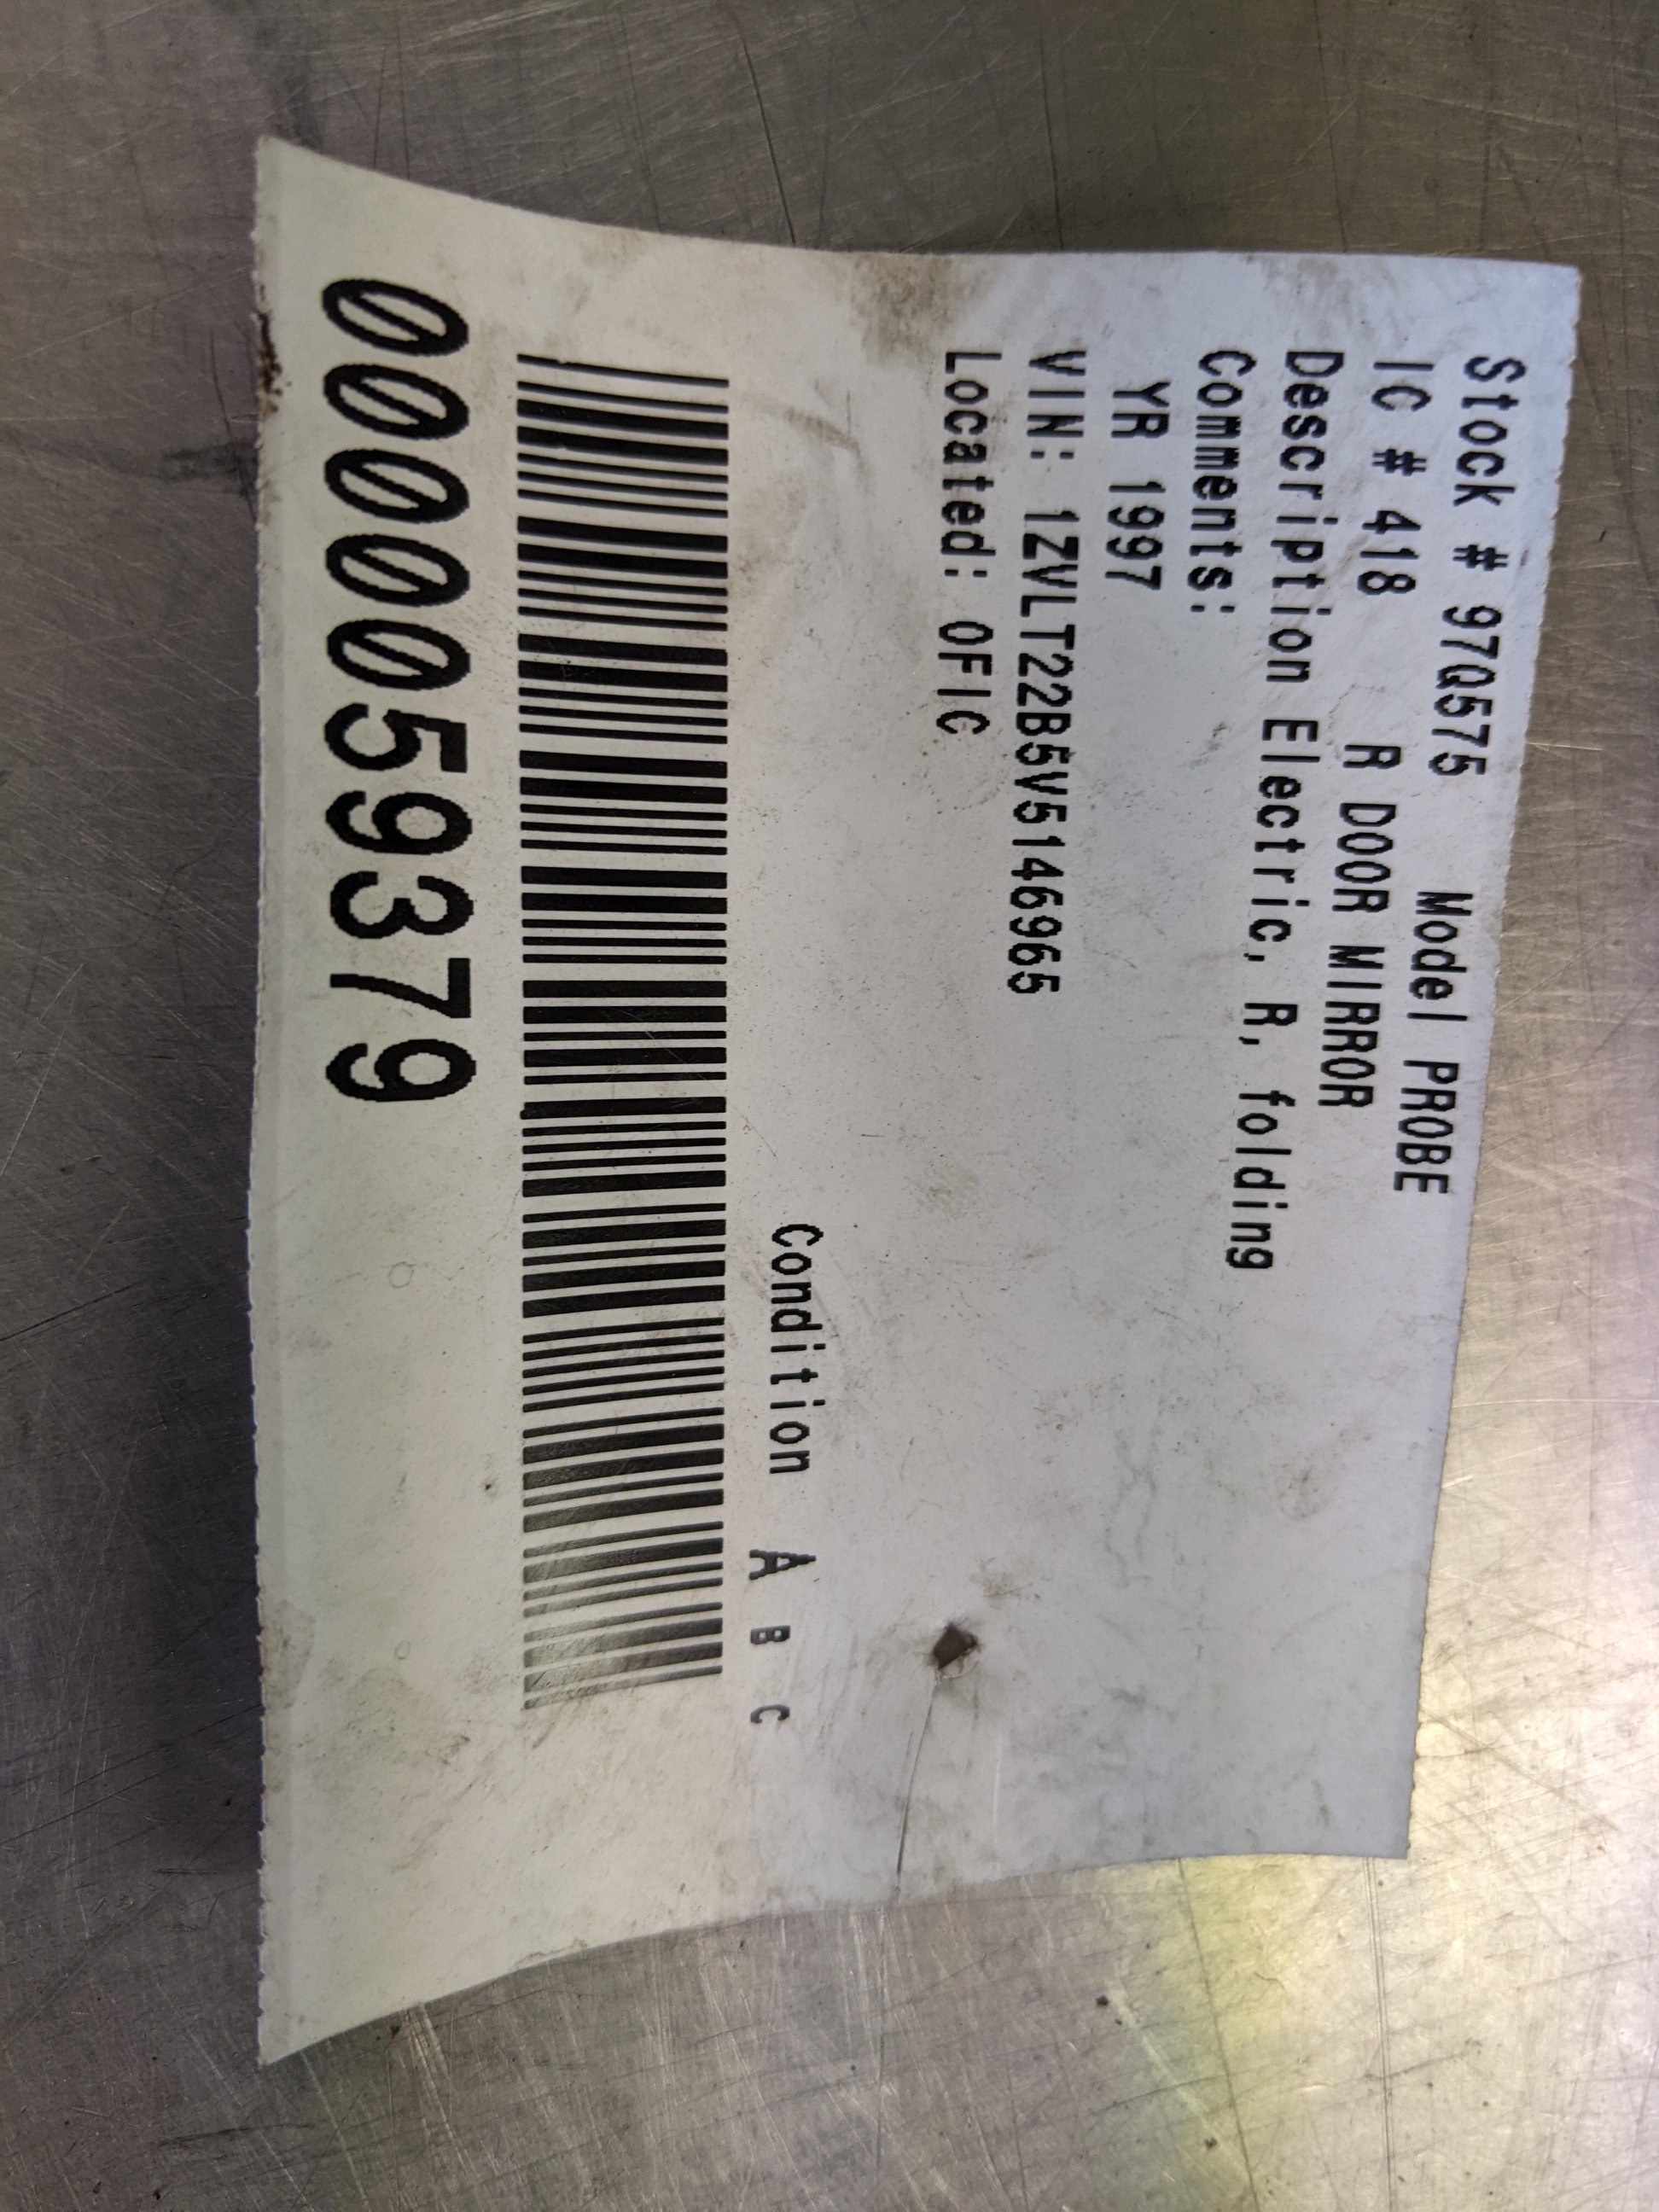 Stock # 97Q575 Model PROBE
IC # 418 R DOOR MIRROR
Description Electric, R, folding
Comments:
YR 1997
VIN: 1ZVLT22B5V5146965
Located: OFIC
Condition A B C
0000059379